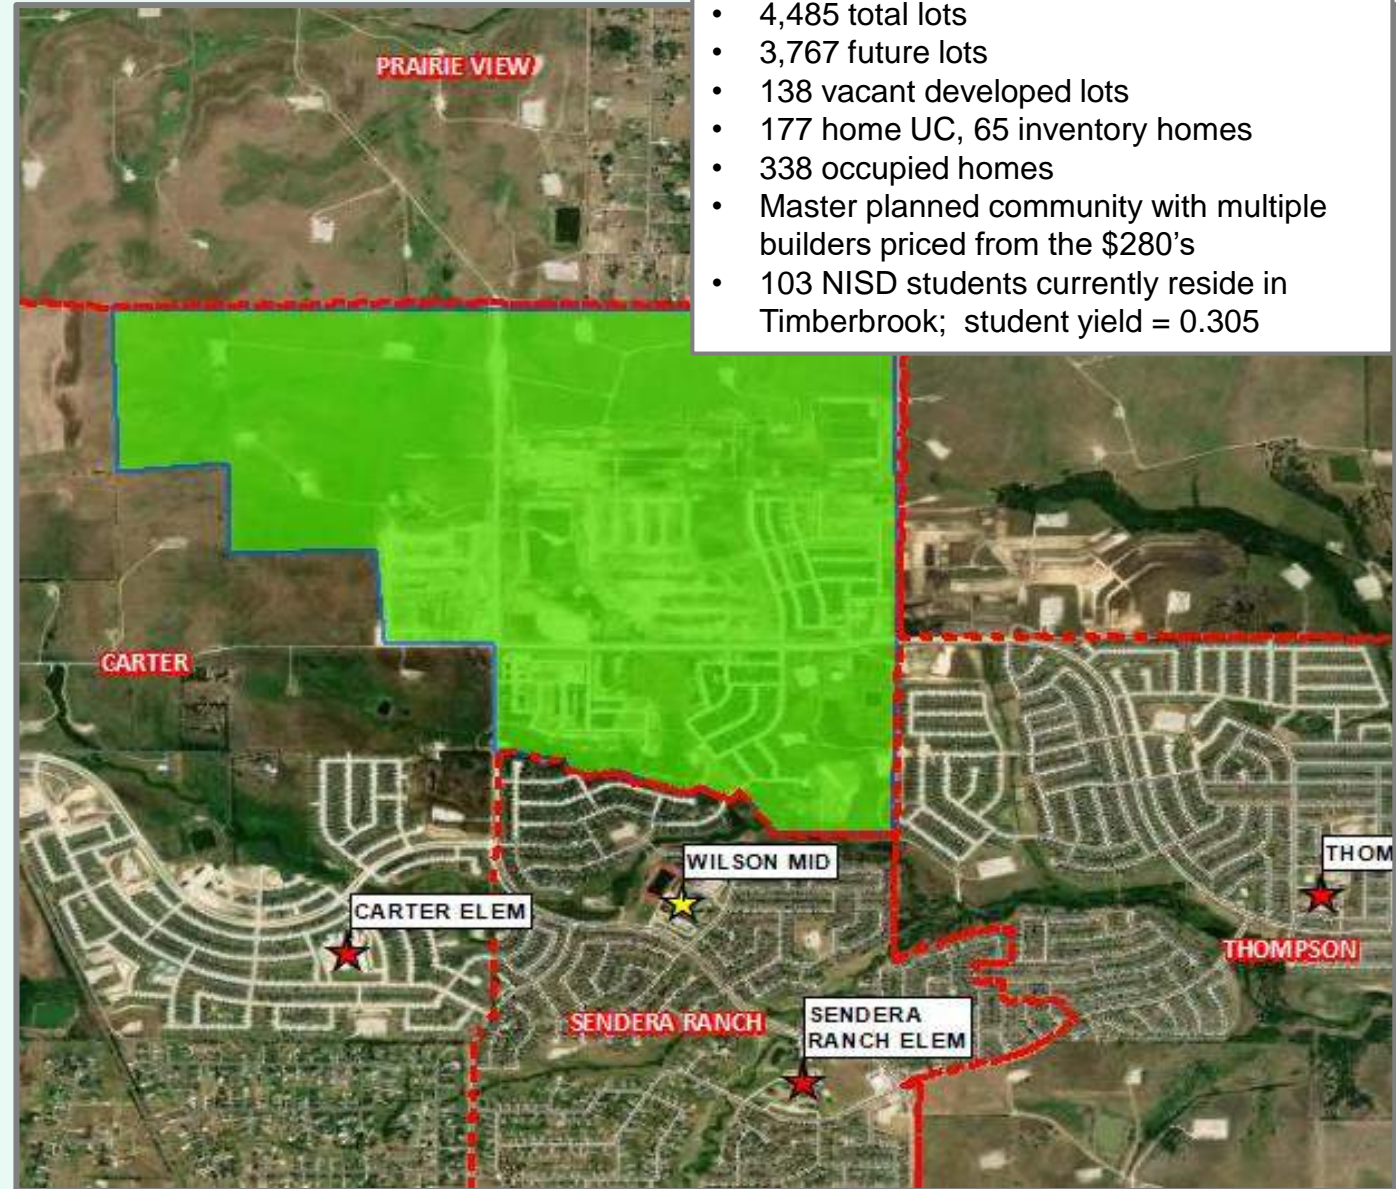 • 4,485 total lots
• 3,767 future lots
• 138 vacant developed lots
• 177 home UC, 65 inventory homes
• 338 occupied homes
• Master planned community with multiple
builders priced from the $280's
• 103 NISD students currently reside in
Timberbrook; student yield = 0.305
PRAIRIE VIEW
CARTER
WILSON MID
THOM
CARTER ELEM
THOMPSON
SENDERA RANCH
SENDERA
RANCH ELEM